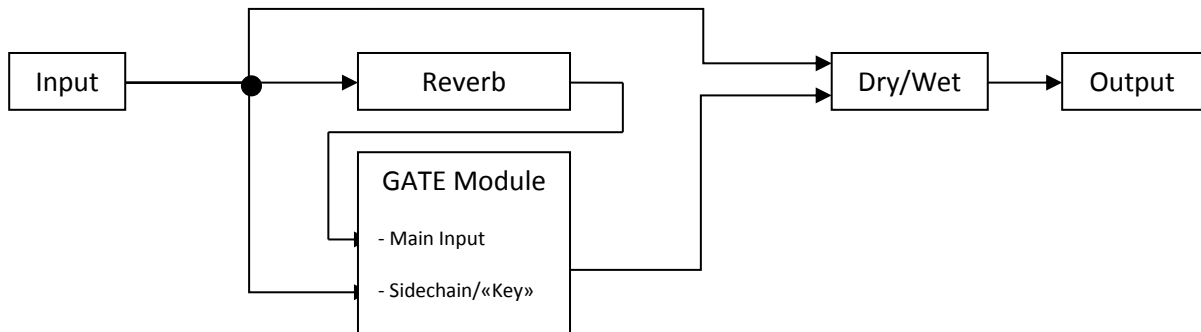 Input
Reverb
Dry/Wet
Output
GATE Module
- Main Input
- Sidechain/«Key»